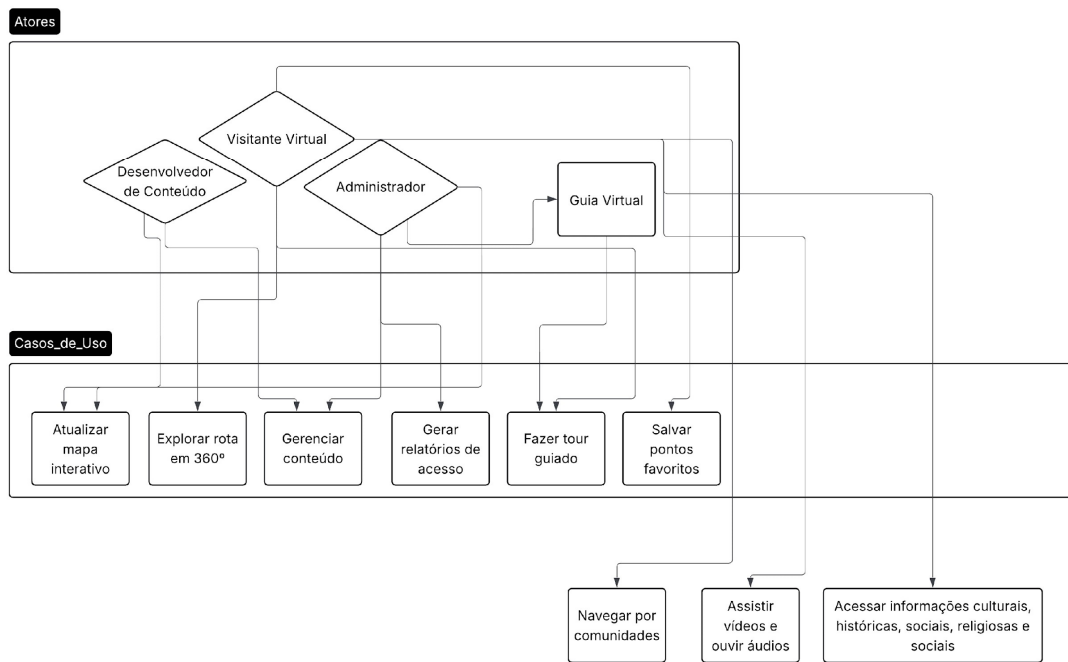 Atores
Visitante Virtual
Desenvolvedor
de Conteúdo
Administrador
Guia Virtual
Casos_de_Uso
Atualizar
mapa
interativo
Explorar rota
em 360º
Gerenciar
conteúdo
Gerar
relatórios de
acesso
Fazer tour
guiado
Salvar
pontos
favoritos
Navegar por
comunidades
Assistir
vídeos e
ouvir áudios
Acessar informações culturais,
históricas, sociais, religiosas e
sociais